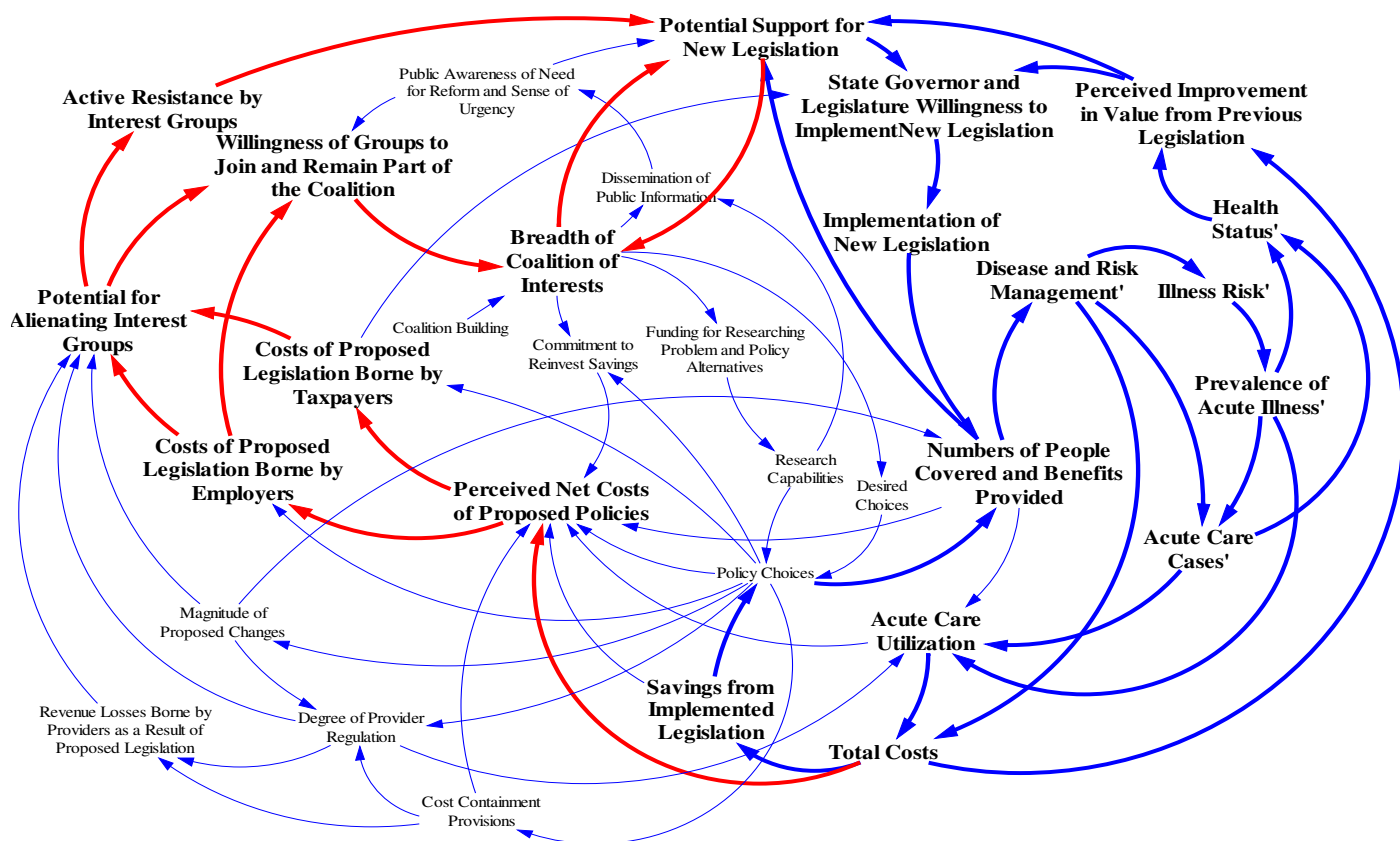 Potential Support for
New Legislation
Public Awareness of Need
for Reform and Sense of
Urgency
State Governor and
Legislature Willingness to
ImplementNew Legislation
Perceived Improvement
in Value from Previous
Legislation
Active Resistance by
Interest Groups
Willingness of Groups to
Join and Remain Part of
the Coalition
Dissemination of
Public Information
Implementation of
New Legislation
Health
Status'
Breadth of
Coalition of
Interests
Disease and Risk
Management'
Illness Risk'
Potential for
Alienating Interest
Groups
Coalition Building
Costs of Proposed
Legislation Borne by
Taxpayers
Commitment to
Reinvest Savings
Funding for Researching
Problem and Policy
Alternatives
Prevalence of
Acute Illness'
Costs of Proposed
Legislation Borne by
Employers
Perceived Net Costs
of Proposed Policies
Research
Capabilities
Desired
Choices
Numbers of People
Covered and Benefits
Provided
Acute Care
Cases'
Policy Choices
Magnitude of
Proposed Changes
Acute Care
Utilization
Savings from
Implemented
Legislation
Revenue Losses Borne by
Providers as a Result of
Proposed Legislation
Degree of Provider
Regulation
Total Costs
Cost Containment
Provisions